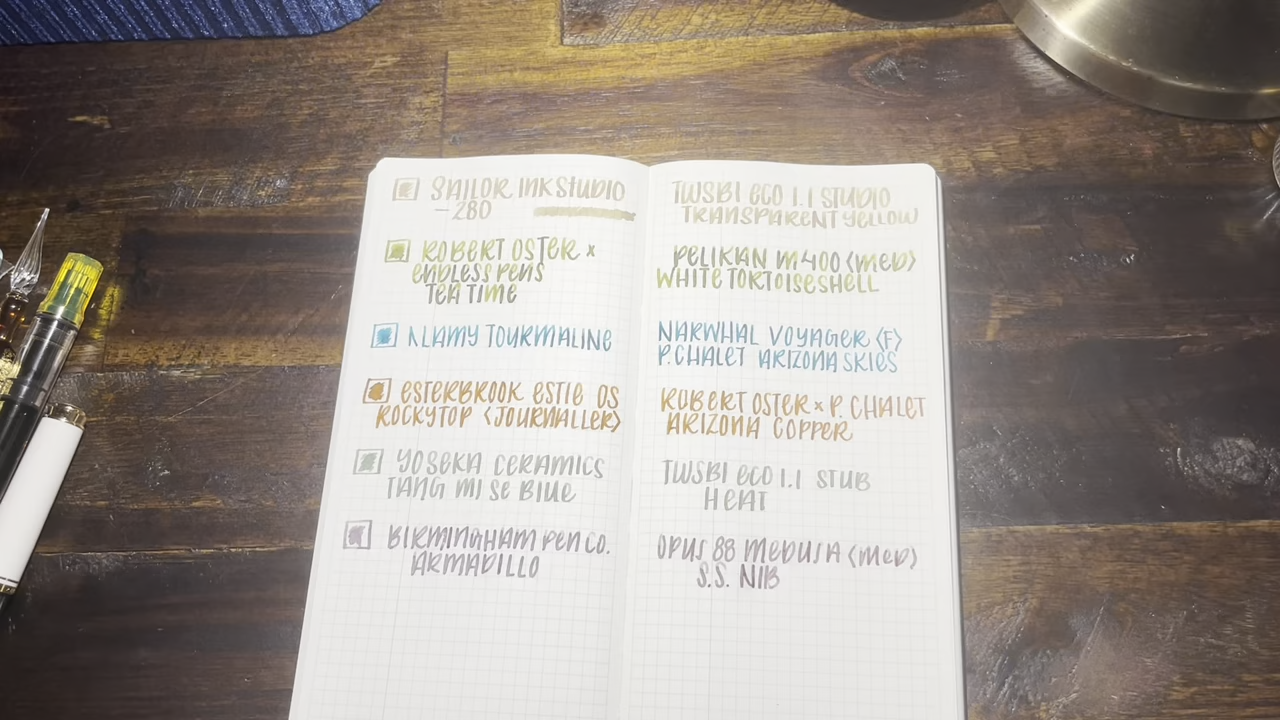 SAILOR INK STUDIO
-280
ROBERT OSTER x
ENDLESS PENS
TEA TIME
LAMY TOURMALINE
ESTERBROOK ESTIE OS
ROCKYTOP <JOURNALLER>
YOSEKA CERAMICS
TANG MI SE BLUE
BIRMINGHAM PEN CO.
ARMADILLO
TWSBI ECO 1.1 STUDIO
TRANSPARENT YELLOW
PELIKAN M400 <MED>
WHITE TORTOISESHELL
NARWHAL VOYAGER <F>
P. CHALET ARIZONA SKIES
ROBERT OSTER x P. CHALET
ARIZONA COPPER
TWSBI ECO 1.1 STUB
HEAT
OPUS 88 MEDUSA <MED>
S.S. NIB